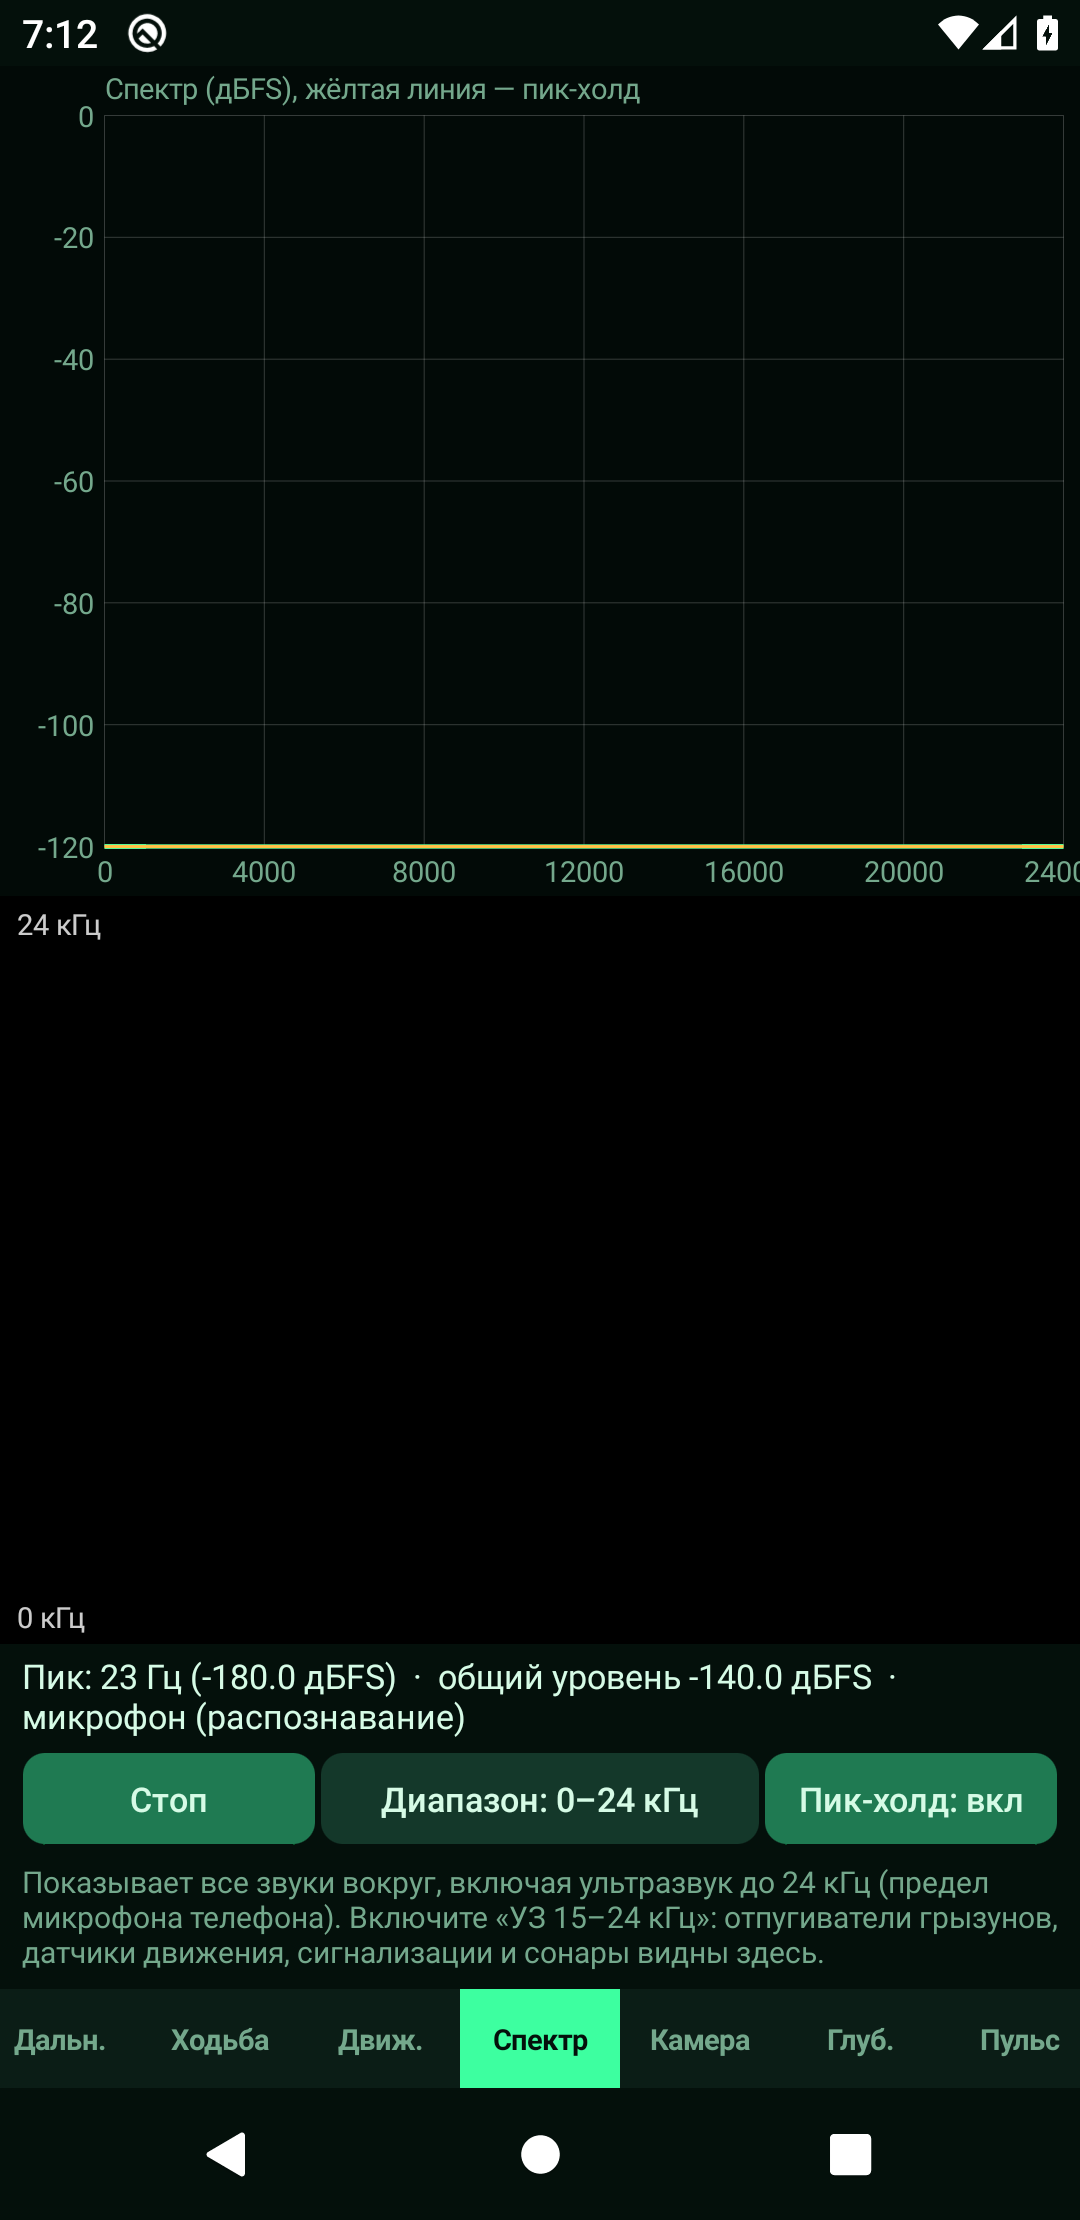 7:12
Спектр (дБFS), жёлтая линия — пик-холд
0
-20
-40
-60
-80
-100
-120
0 4000 8000 12000 16000 20000 2400
24 кГц
0 кГц
Пик: 23 Гц (-180.0 дБFS) · общий уровень -140.0 дБFS ·
микрофон (распознавание)
Стоп Диапазон: 0–24 кГц Пик-холд: вкл
Показывает все звуки вокруг, включая ультразвук до 24 кГц (предел
микрофона телефона). Включите «УЗ 15–24 кГц»: отпугиватели грызунов,
датчики движения, сигнализации и сонары видны здесь.
Дальн. Ходьба Движ. Спектр Камера Глуб. Пульс